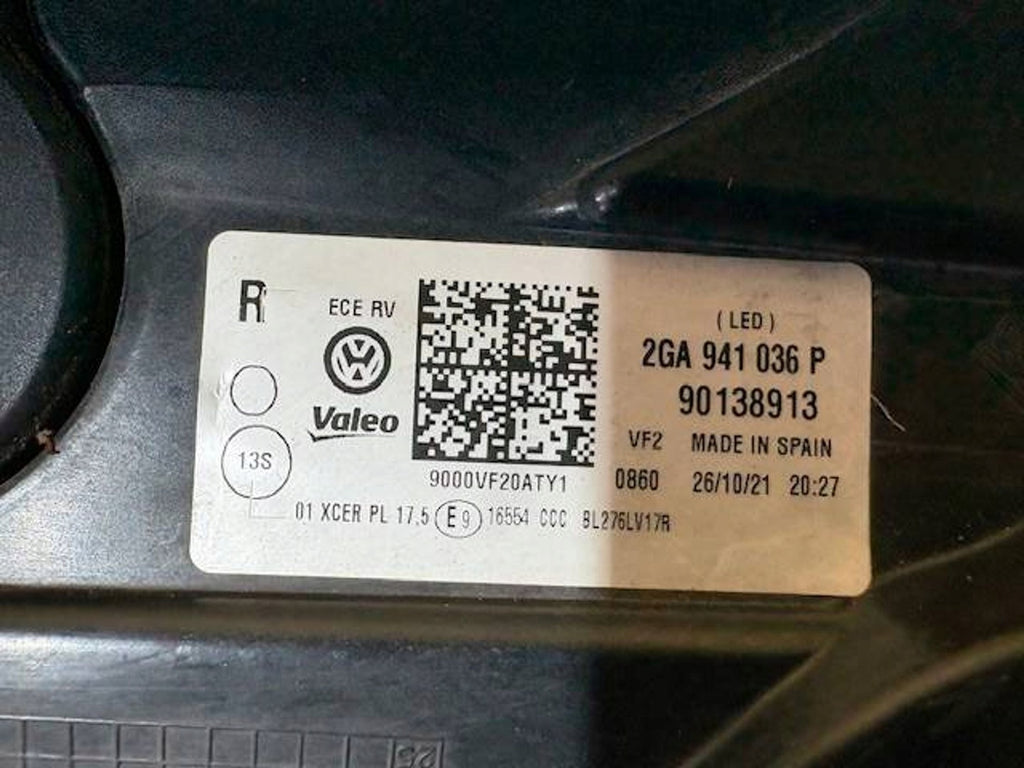 R
ECE RV
Valeo
13S
9000VF20ATY1
(LED)
2GA 941 036 P
90138913
VF2 MADE IN SPAIN
0860 26/10/21 20:27
01 XCER PL 17,5 E9 16554 CCC BL276LV17R
25